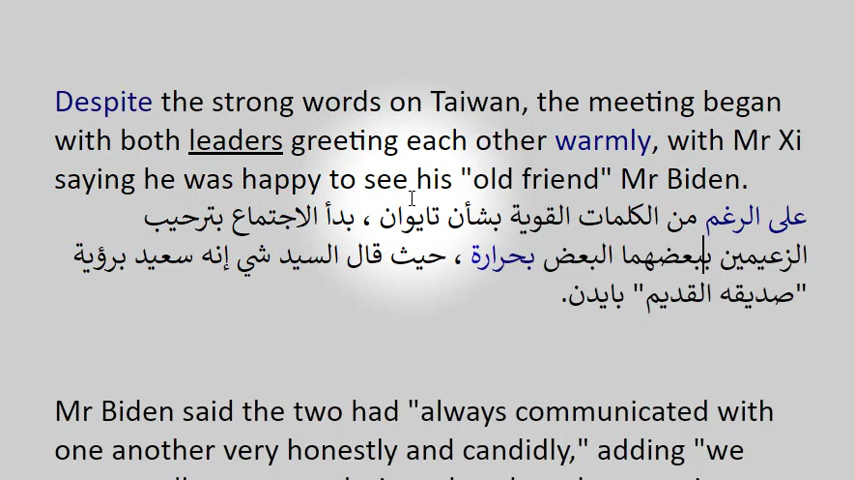 Despite the strong words on Taiwan, the meeting began
with both leaders greeting each other warmly, with Mr Xi
saying he was happy to see his "old friend" Mr Biden.
على الرغم من الكلمات القوية بشأن تايوان ، بدأ الاجتماع بترحيب
الزعيمين ببعضهما البعض بحرارة ، حيث قال السيد شي إنه سعيد برؤية
"صديقه القديم" بايدن.
Mr Biden said the two had "always communicated with
one another very honestly and candidly," adding "we